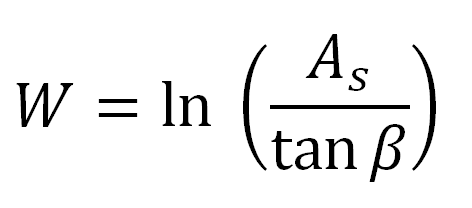 W = ln (A_s / tan β)